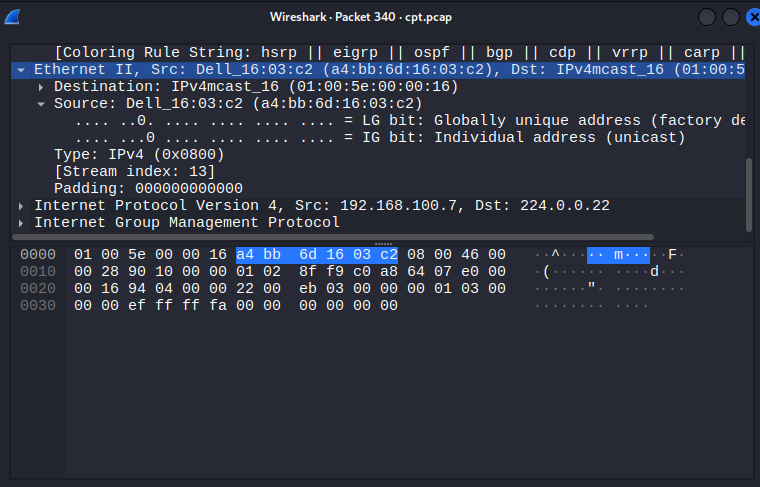 Wireshark · Packet 340 · cpt.pcap
[Coloring Rule String: hsrp || eigrp || ospf || bgp || cdp || vrrp || carp ||
Ethernet II, Src: Dell_16:03:c2 (a4:bb:6d:16:03:c2), Dst: IPv4mcast_16 (01:00:5
Destination: IPv4mcast_16 (01:00:5e:00:00:16)
Source: Dell_16:03:c2 (a4:bb:6d:16:03:c2)
.... ..0. .... .... .... .... = LG bit: Globally unique address (factory de
.... ...0 .... .... .... .... = IG bit: Individual address (unicast)
Type: IPv4 (0x0800)
[Stream index: 13]
Padding: 000000000000
Internet Protocol Version 4, Src: 192.168.100.7, Dst: 224.0.0.22
Internet Group Management Protocol
0000 01 00 5e 00 00 16 a4 bb 6d 16 03 c2 08 00 46 00 ··^····· m·····F·
0010 00 28 90 10 00 00 01 02 8f f9 c0 a8 64 07 e0 00 ·(······ ····d···
0020 00 16 94 04 00 00 22 00 eb 03 00 00 00 01 03 00 ······"· ········
0030 00 00 ef ff ff fa 00 00 00 00 00 00 ········ ····